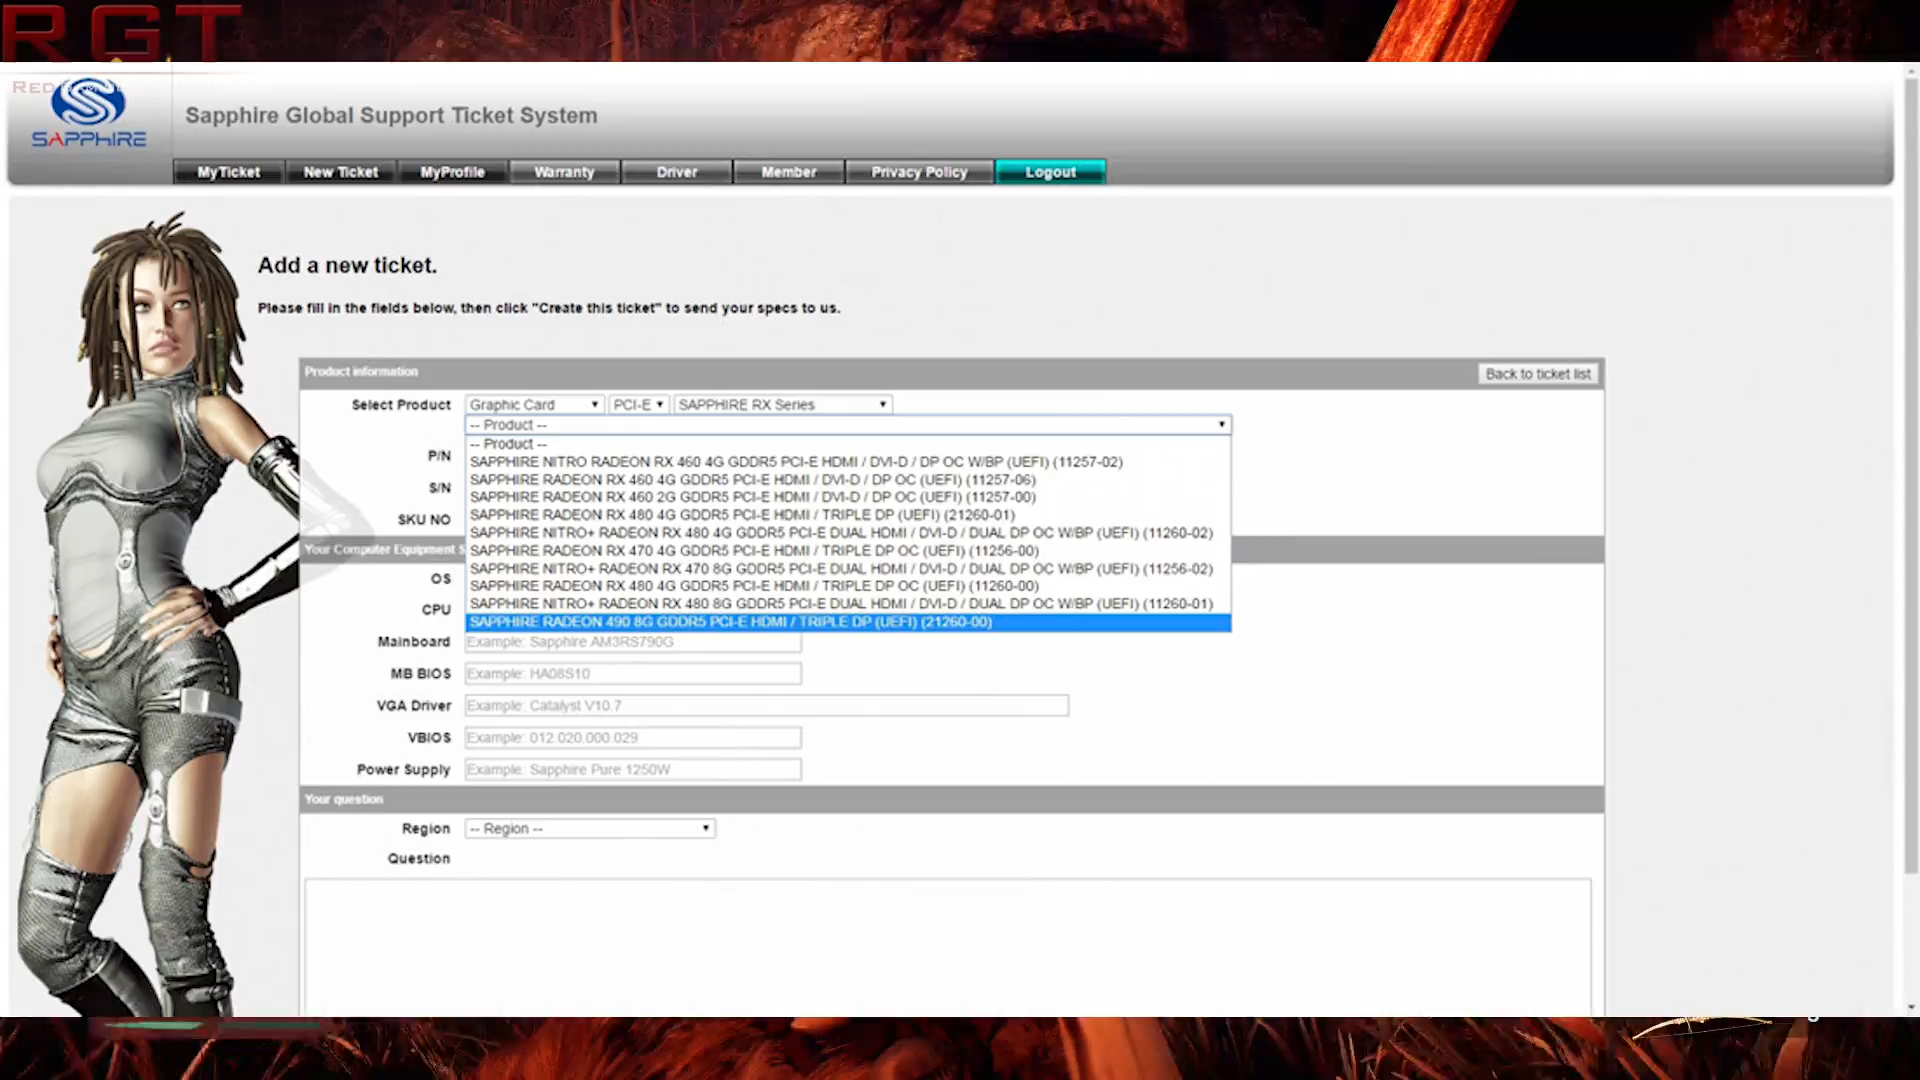 RGT
RED
SAPPHIRE
Sapphire Global Support Ticket System
MyTicket New Ticket MyProfile Warranty Driver Member Privacy Policy Logout
Add a new ticket.
Please fill in the fields below, then click "Create this ticket" to send your specs to us.
Product information Back to ticket list
Select Product Graphic Card PCI-E SAPPHIRE RX Series
-- Product --
-- Product --
P/N
SAPPHIRE NITRO RADEON RX 460 4G GDDR5 PCI-E HDMI / DVI-D / DP OC W/BP (UEFI) (11257-02)
SAPPHIRE RADEON RX 460 4G GDDR5 PCI-E HDMI / DVI-D / DP OC (UEFI) (11257-06)
S/N
SAPPHIRE RADEON RX 460 2G GDDR5 PCI-E HDMI / DVI-D / DP OC (UEFI) (11257-00)
SAPPHIRE RADEON RX 480 4G GDDR5 PCI-E HDMI / TRIPLE DP (UEFI) (21260-01)
SKU NO
SAPPHIRE NITRO+ RADEON RX 480 4G GDDR5 PCI-E DUAL HDMI / DVI-D / DUAL DP OC W/BP (UEFI) (11260-02)
Your Computer Equipment S
SAPPHIRE RADEON RX 470 4G GDDR5 PCI-E HDMI / TRIPLE DP OC (UEFI) (11256-00)
SAPPHIRE NITRO+ RADEON RX 470 8G GDDR5 PCI-E DUAL HDMI / DVI-D / DUAL DP OC W/BP (UEFI) (11256-02)
OS
SAPPHIRE RADEON RX 480 4G GDDR5 PCI-E HDMI / TRIPLE DP OC (UEFI) (11260-00)
SAPPHIRE NITRO+ RADEON RX 480 8G GDDR5 PCI-E DUAL HDMI / DVI-D / DUAL DP OC W/BP (UEFI) (11260-01)
CPU
SAPPHIRE RADEON 490 8G GDDR5 PCI-E HDMI / TRIPLE DP (UEFI) (21260-00)
Mainboard Example: Sapphire AM3RS790G
MB BIOS Example: HA08S10
VGA Driver Example: Catalyst V10.7
VBIOS Example: 012.020.000.029
Power Supply Example: Sapphire Pure 1250W
Your question
Region -- Region --
Question